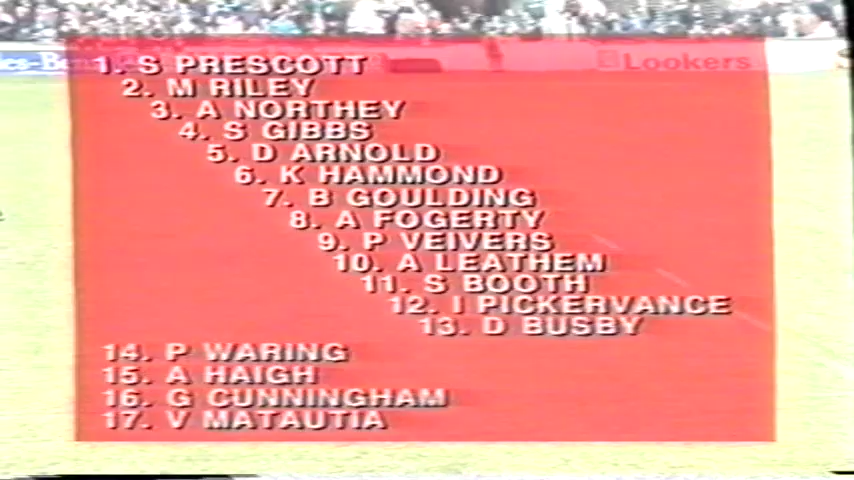 Lookers
1. S PRESCOTT
2. M RILEY
3. A NORTHEY
4. S GIBBS
5. D ARNOLD
6. K HAMMOND
7. B GOULDING
8. A FOGERTY
9. P VEIVERS
10. A LEATHEM
11. S BOOTH
12. I PICKERVANCE
13. D BUSBY
14. P WARING
15. A HAIGH
16. G CUNNINGHAM
17. V MATAUTIA